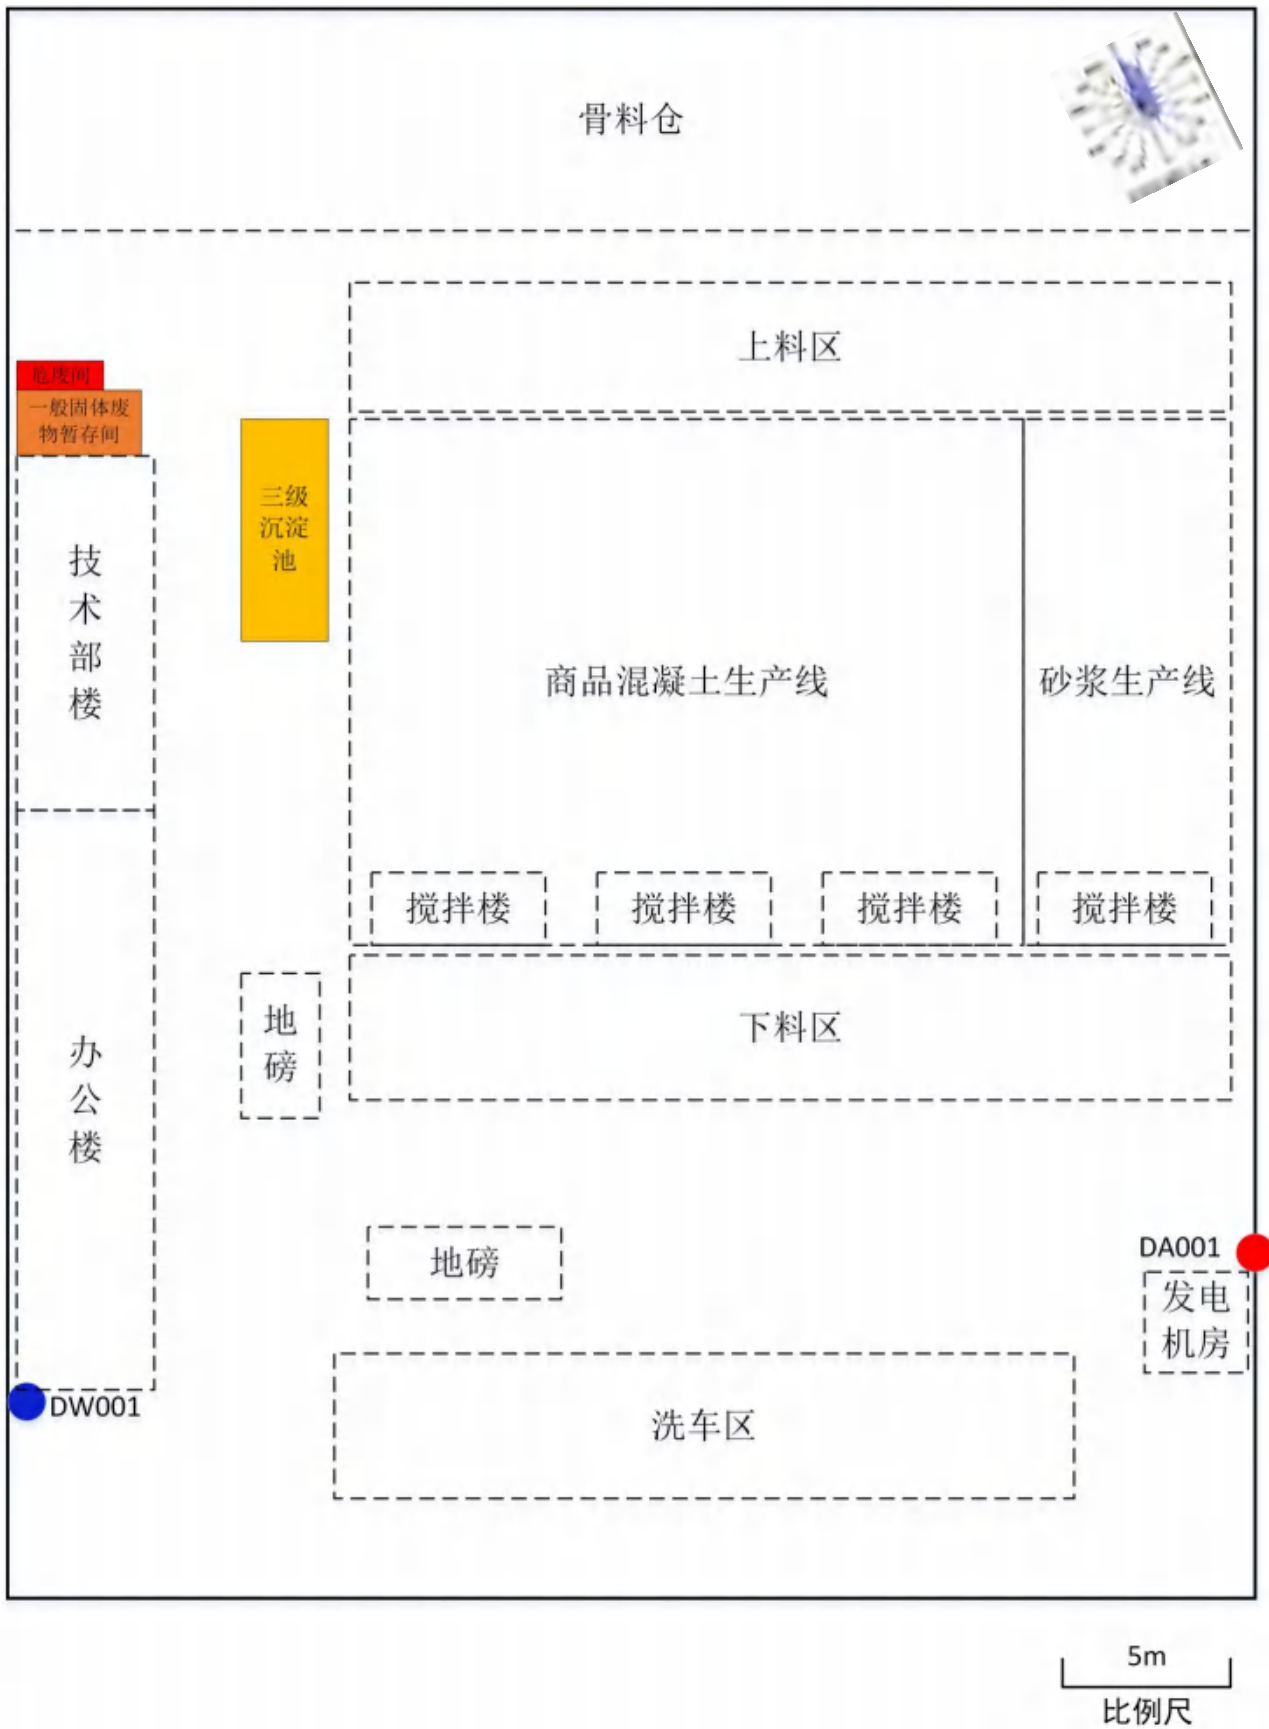 骨料仓
上料区
危废间
一般固体废
物暂存间
三级
沉淀
池
技
术
部
楼
商品混凝土生产线
砂浆生产线
搅拌楼
搅拌楼
搅拌楼
搅拌楼
地
磅
下料区
办
公
楼
地磅
DA001
发电
机房
DW001
洗车区
5m
比例尺